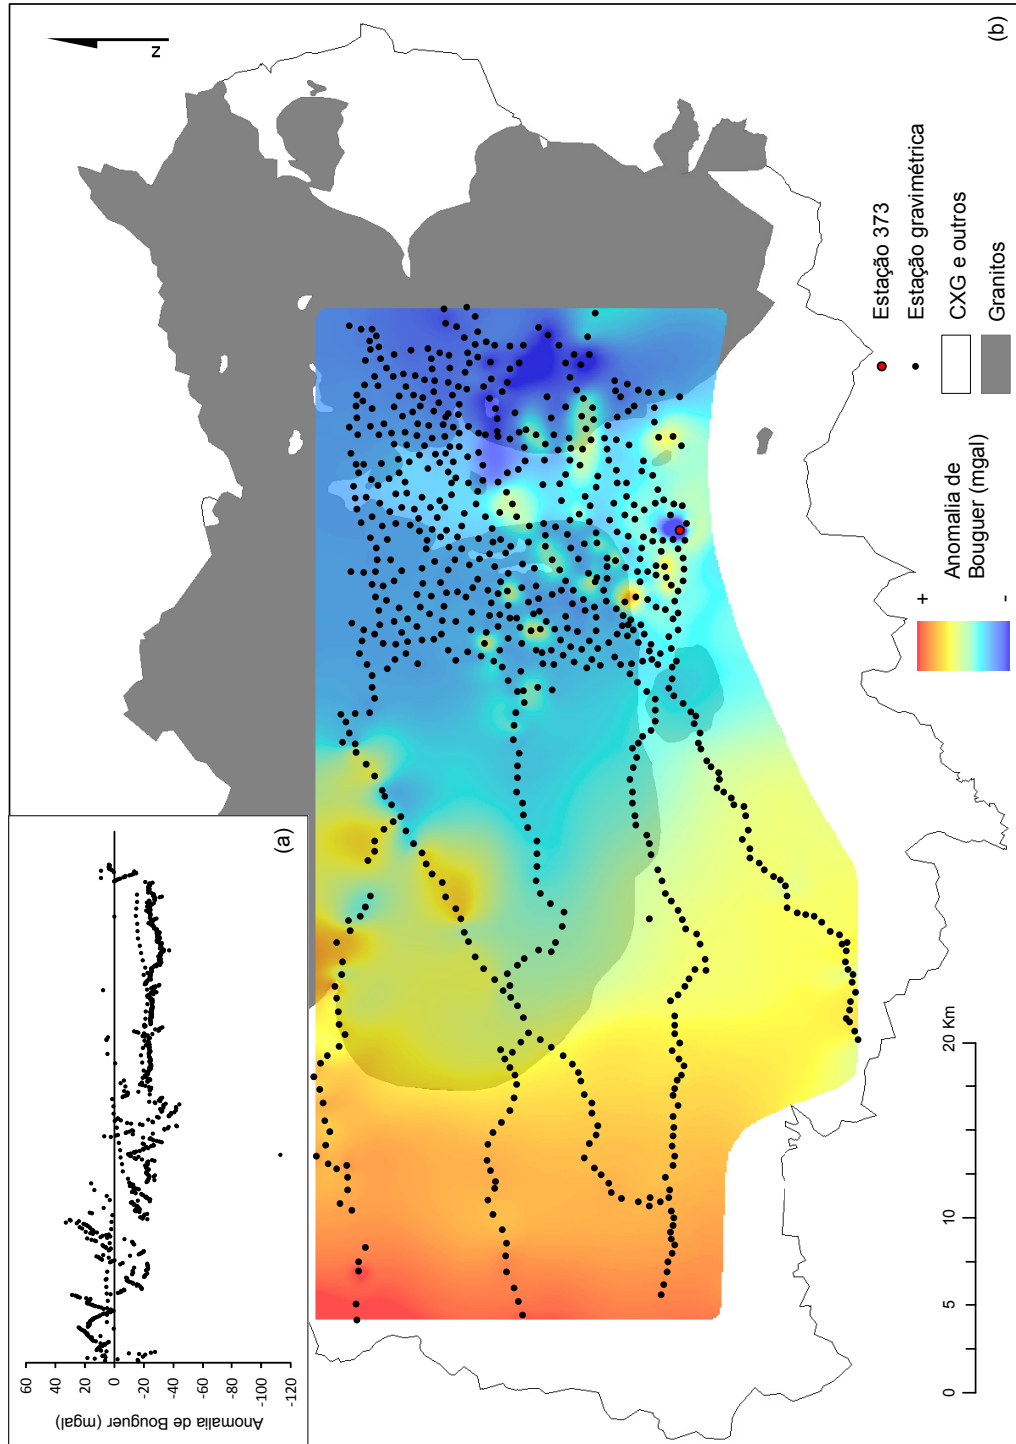 60
40
20
0
-20
-40
-60
-80
-100
-120
Anomalia de Bouguer (mgal)
(a)
N
(b)
Estação 373
Estação gravimétrica
CXG e outros
Granitos
Anomalia de
Bouguer (mgal)
+
-
0
5
10
20 Km